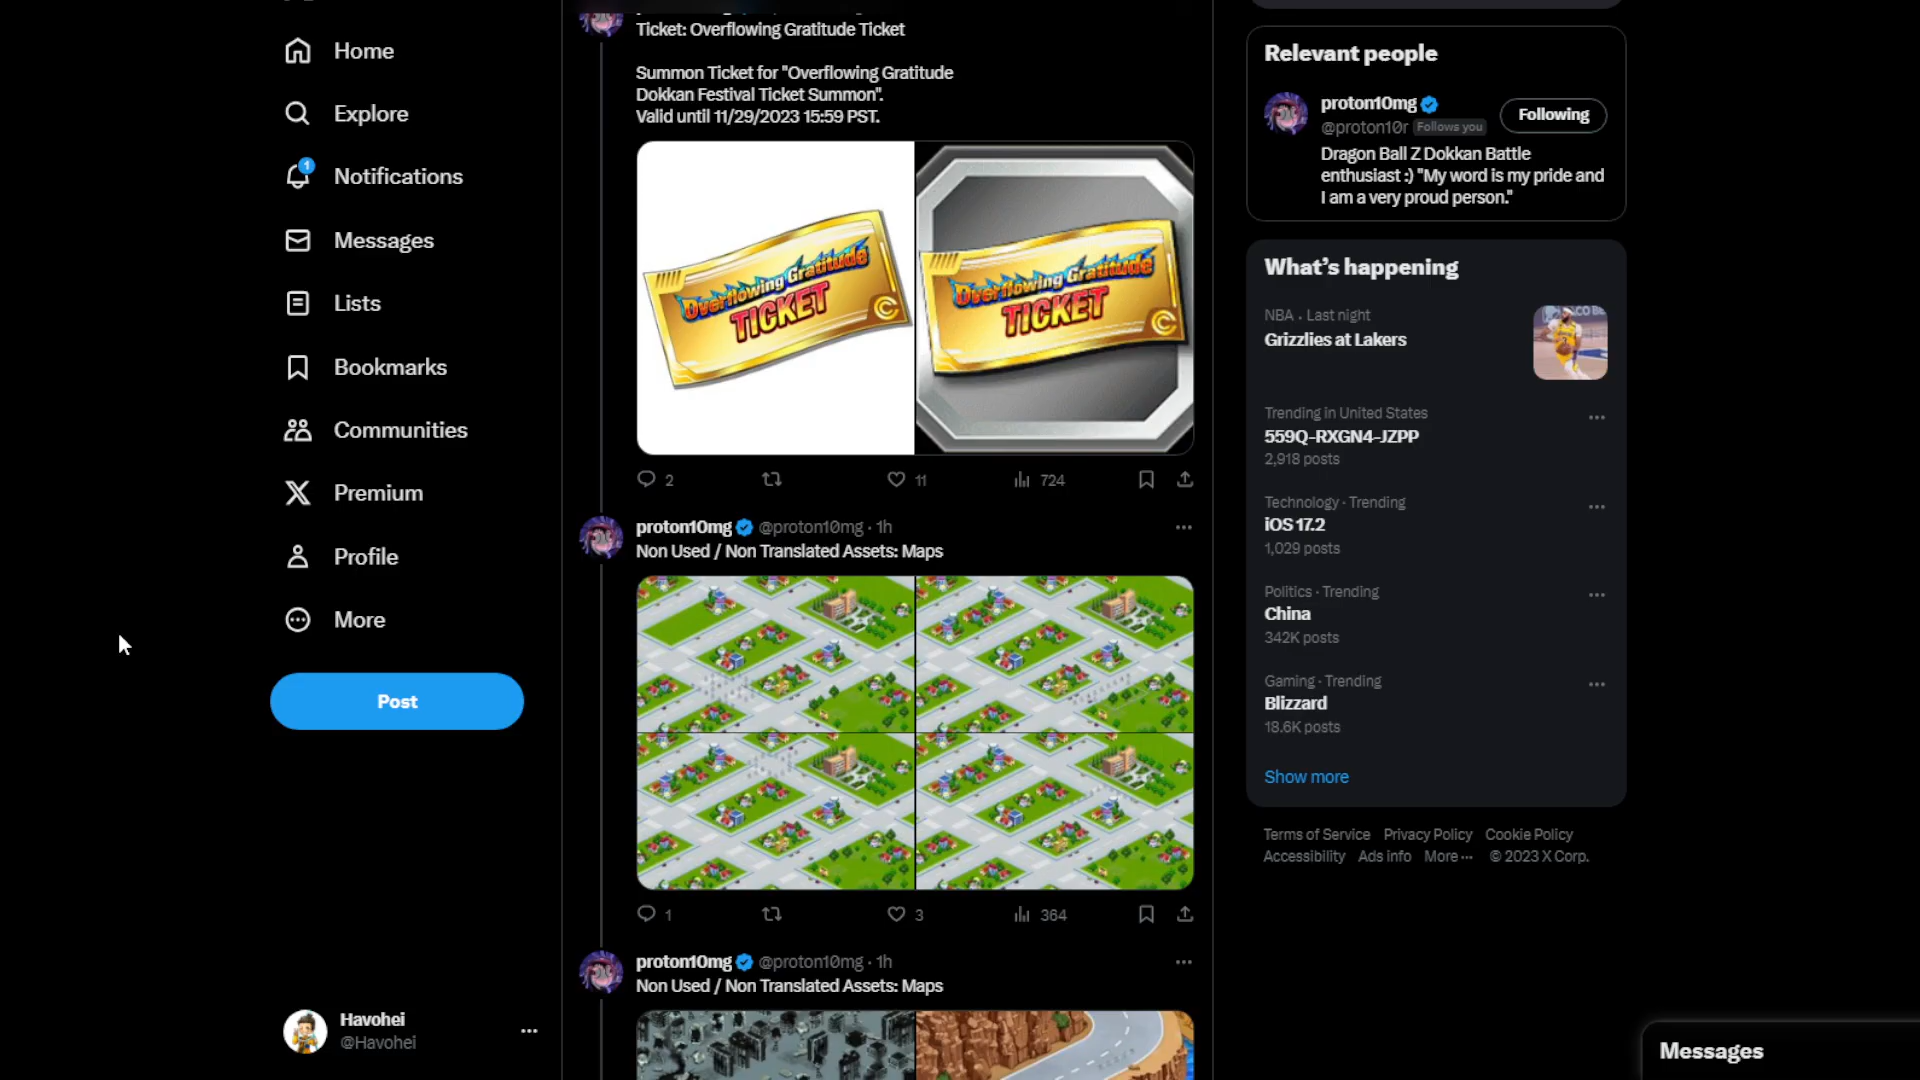 Home
Explore
1
Notifications
Messages
Lists
Bookmarks
Communities
Premium
Profile
More
Post
Havohei
@Havohei
Ticket: Overflowing Gratitude Ticket
Summon Ticket for "Overflowing Gratitude
Dokkan Festival Ticket Summon".
Valid until 11/29/2023 15:59 PST.
Overflowing Gratitude
TICKET
Overflowing Gratitude
TICKET
2
11
724
proton10mg @proton10mg · 1h
Non Used / Non Translated Assets: Maps
1
3
364
proton10mg @proton10mg · 1h
Non Used / Non Translated Assets: Maps
Relevant people
proton10mg
@proton10r Follows you
Following
Dragon Ball Z Dokkan Battle
enthusiast :) "My word is my pride and
I am a very proud person."
What's happening
NBA · Last night
Grizzlies at Lakers
Trending in United States
559Q-RXGN4-JZPP
2,918 posts
Technology · Trending
iOS 17.2
1,029 posts
Politics · Trending
China
342K posts
Gaming · Trending
Blizzard
18.6K posts
Show more
Terms of Service Privacy Policy Cookie Policy
Accessibility Ads info More ··· © 2023 X Corp.
Messages